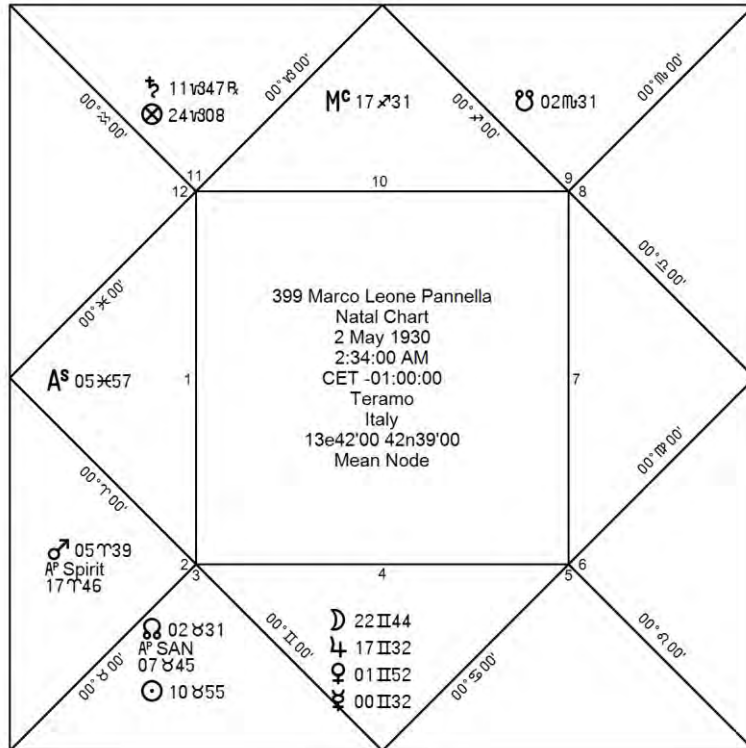 ♄ 11♑47℞
⊗ 24♑08
Mc 17♐31
☋ 02♏31
00°♒00'
00°♑00'
00°♐00'
00°♏00'
11
12
10
9
8
00°♓00'
00°♎00'
As 05♓57
1
399 Marco Leone Pannella
Natal Chart
2 May 1930
2:34:00 AM
CET -01:00:00
Teramo
Italy
13e42'00 42n39'00
Mean Node
7
00°♈00'
00°♍00'
♂ 05♈39
AP Spirit
17♈46
2
3
4
5
6
☊ 02♉31
AP SAN
07♉45
☉ 10♉55
☽ 22♊44
♃ 17♊32
♀ 01♊52
☿ 00♊32
00°♉00'
00°♊00'
00°♋00'
00°♌00'